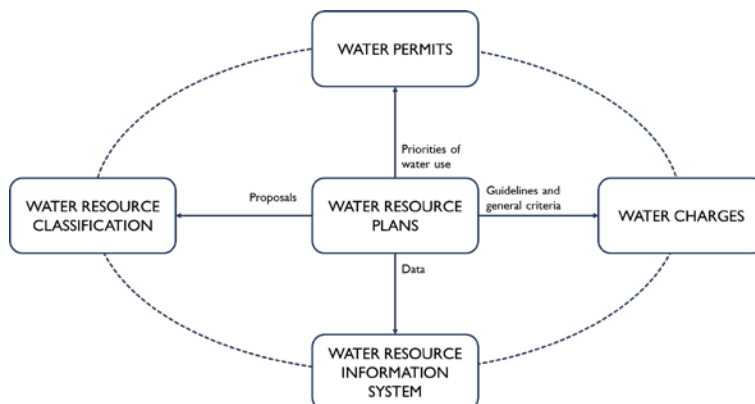 WATER PERMITS
Priorities of
water use
WATER RESOURCE
CLASSIFICATION
Proposals
WATER RESOURCE
PLANS
Guidelines and
general criteria
WATER CHARGES
Data
WATER RESOURCE
INFORMATION
SYSTEM